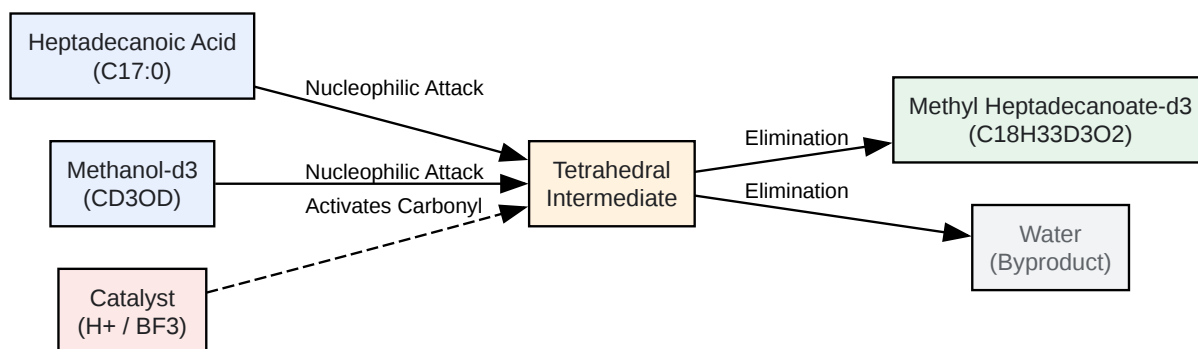 Heptadecanoic Acid
(C17:0)
Nucleophilic Attack
Methanol-d3
(CD3OD)
Nucleophilic Attack
Activates Carbonyl
Catalyst
(H+ / BF3)
Tetrahedral
Intermediate
Elimination
Elimination
Methyl Heptadecanoate-d3
(C18H33D3O2)
Water
(Byproduct)